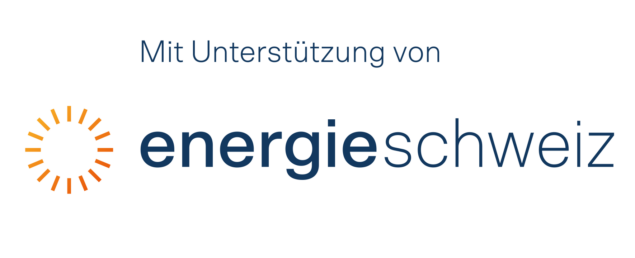 Mit Unterstützung von
energieschweiz